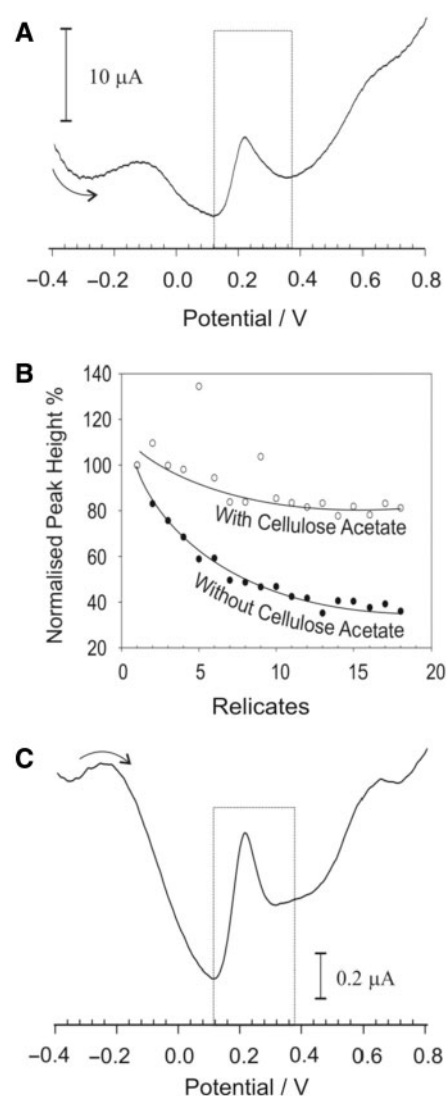 A
10 μA
−0.4 −0.2 0.0 0.2 0.4 0.6 0.8
Potential / V
B
Normalised Peak Height %
140
120
100
80
60
40
20
With Cellulose Acetate
Without Cellulose Acetate
0 5 10 15 20
Relicates
C
0.2 μA
−0.4 −0.2 0.0 0.2 0.4 0.6 0.8
Potential / V